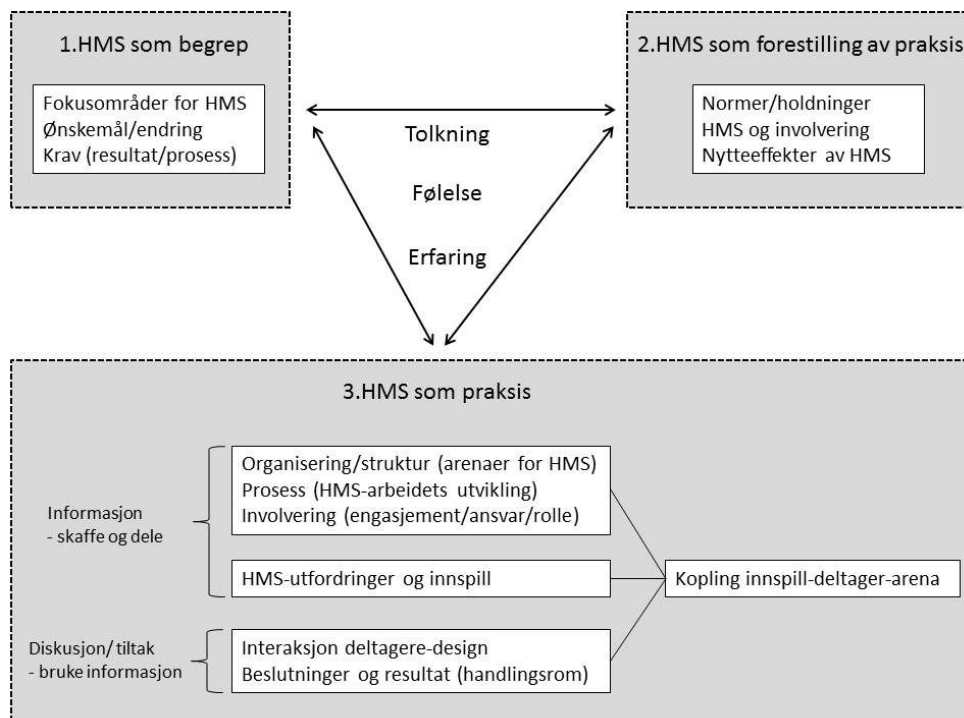 1.HMS som begrep
Fokusområder for HMS
Ønskemål/endring
Krav (resultat/prosess)
2.HMS som forestilling av praksis
Normer/holdninger
HMS og involvering
Nytteeffekter av HMS
Tolkning
Følelse
Erfaring
3.HMS som praksis
Informasjon
- skaffe og dele
Organisering/struktur (arenaer for HMS)
Prosess (HMS-arbeidets utvikling)
Involvering (engasjement/ansvar/rolle)
HMS-utfordringer og innspill
Kopling innspill-deltager-arena
Diskusjon/ tiltak
- bruke informasjon
Interaksjon deltagere-design
Beslutninger og resultat (handlingsrom)